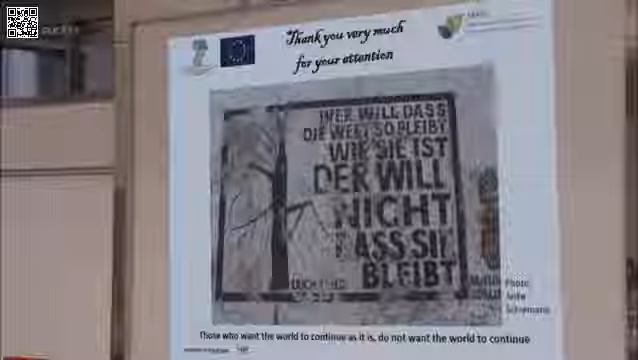 Thank you very much
for your attention
WER WILL DASS
DIE WELT SO BLEIBT
WIE SIE IST
DER WILL
NICHT
DASS SIE
BLEIBT
Photo
Those who want the world to continue as it is, do not want the world to continue